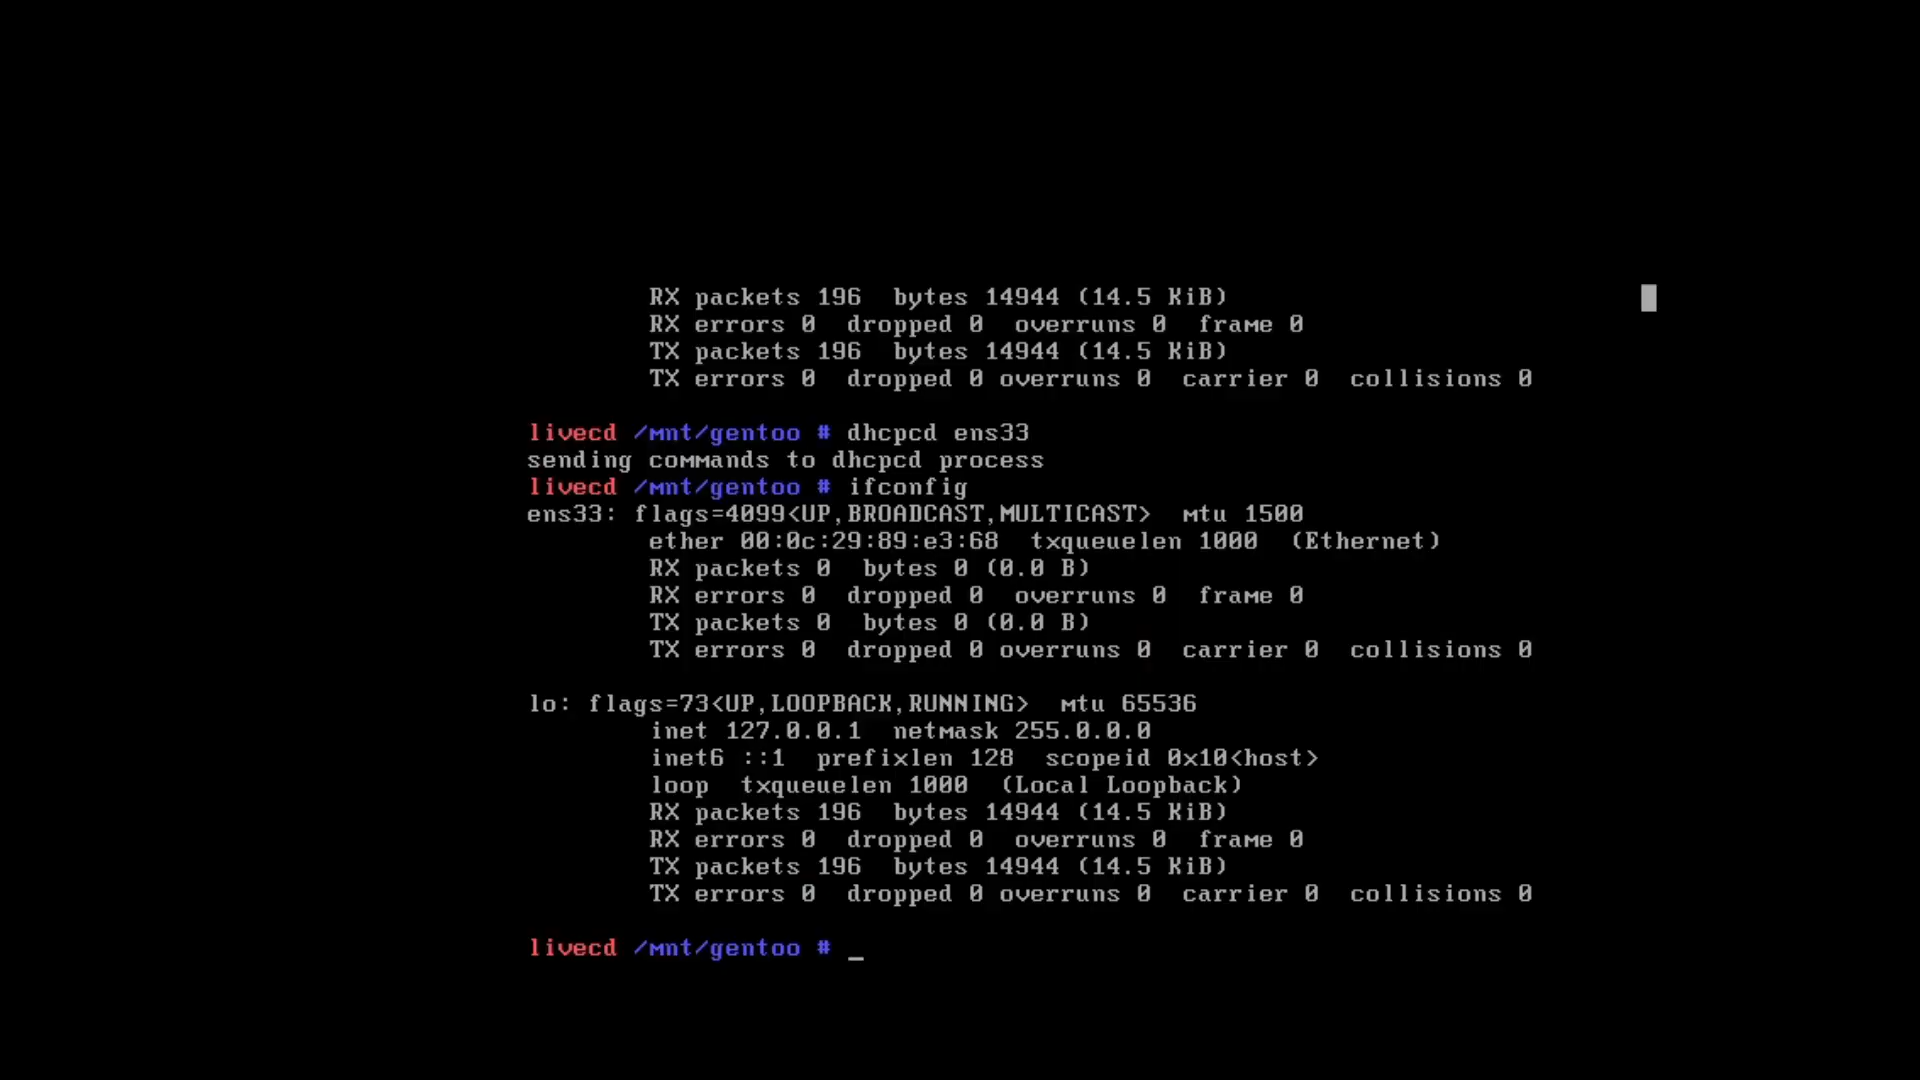 RX packets 196  bytes 14944 (14.5 KiB)
RX errors 0  dropped 0  overruns 0  frame 0
TX packets 196  bytes 14944 (14.5 KiB)
TX errors 0  dropped 0 overruns 0  carrier 0  collisions 0
livecd /mnt/gentoo # dhcpcd ens33
sending commands to dhcpcd process
livecd /mnt/gentoo # ifconfig
ens33: flags=4099<UP,BROADCAST,MULTICAST>  mtu 1500
ether 00:0c:29:89:e3:68  txqueuelen 1000  (Ethernet)
RX packets 0  bytes 0 (0.0 B)
RX errors 0  dropped 0  overruns 0  frame 0
TX packets 0  bytes 0 (0.0 B)
TX errors 0  dropped 0 overruns 0  carrier 0  collisions 0
lo: flags=73<UP,LOOPBACK,RUNNING>  mtu 65536
inet 127.0.0.1  netmask 255.0.0.0
inet6 ::1  prefixlen 128  scopeid 0x10<host>
loop  txqueuelen 1000  (Local Loopback)
RX packets 196  bytes 14944 (14.5 KiB)
RX errors 0  dropped 0  overruns 0  frame 0
TX packets 196  bytes 14944 (14.5 KiB)
TX errors 0  dropped 0 overruns 0  carrier 0  collisions 0
livecd /mnt/gentoo # _